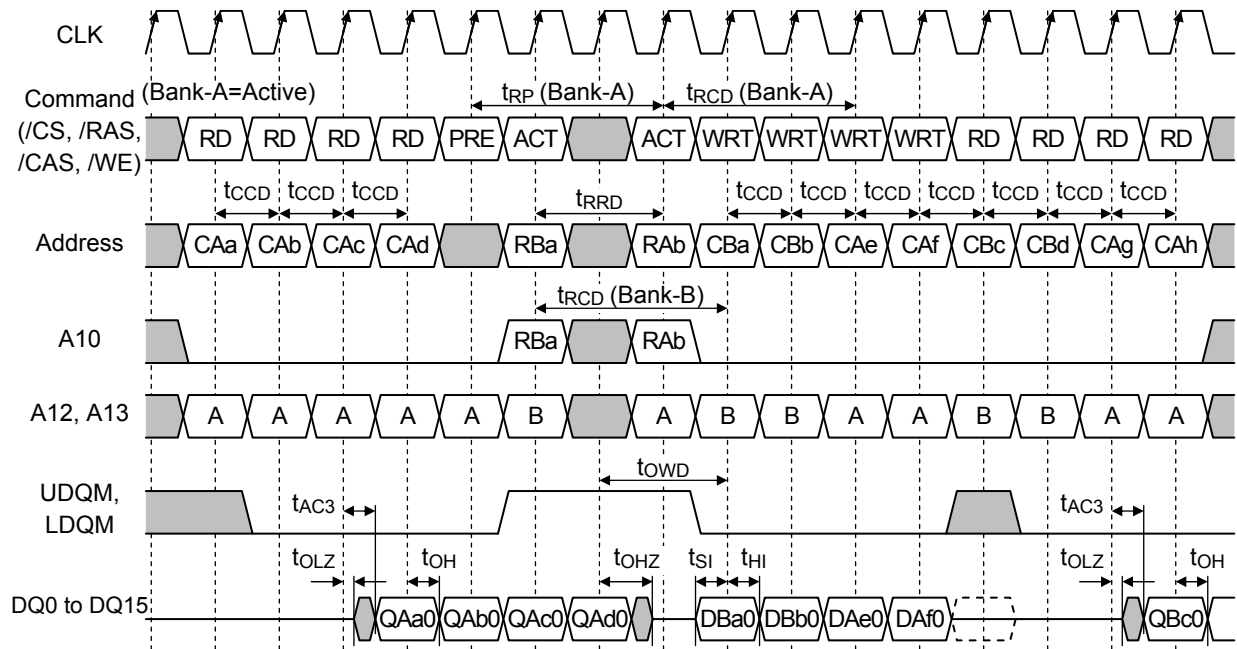 CLK
Command (Bank-A=Active)
(/CS, /RAS,
/CAS, /WE)
tRP (Bank-A) tRCD (Bank-A)
RD RD RD RD PRE ACT ACT WRT WRT WRT WRT RD RD RD RD
tCCD tCCD tCCD tRRD tCCD tCCD tCCD tCCD tCCD tCCD tCCD
Address CAa CAb CAc CAd RBa RAb CBa CBb CAe CAf CBc CBd CAg CAh
tRCD (Bank-B)
A10 RBa RAb
A12, A13 A A A A A B A B B A A B B A A
tOWD
UDQM,
LDQM
tAC3 tAC3
tOLZ tOH tOHZ tSI tHI tOLZ tOH
DQ0 to DQ15 QAa0 QAb0 QAc0 QAd0 DBa0 DBb0 DAe0 DAf0 QBc0